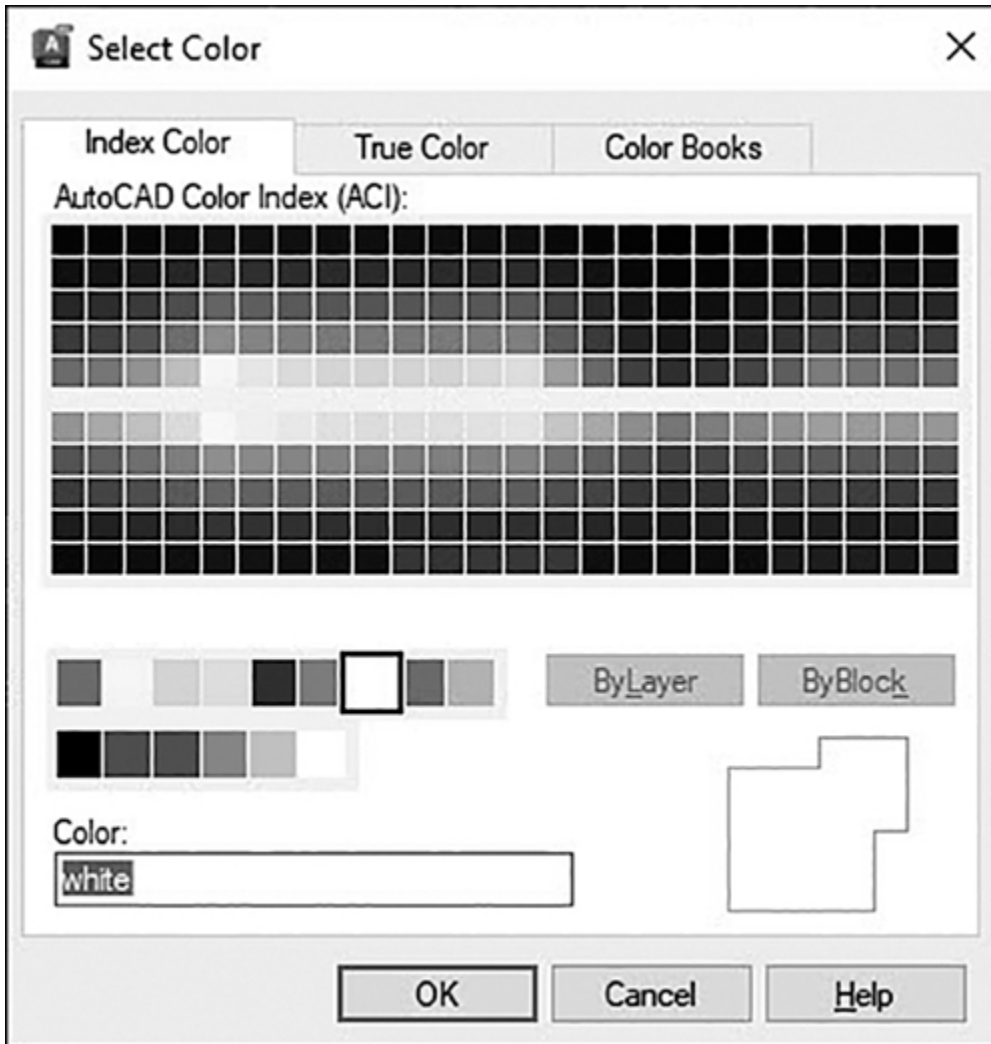 Select Color
Index Color True Color Color Books
AutoCAD Color Index (ACI):
ByLayer ByBlock
Color:
white
OK Cancel Help